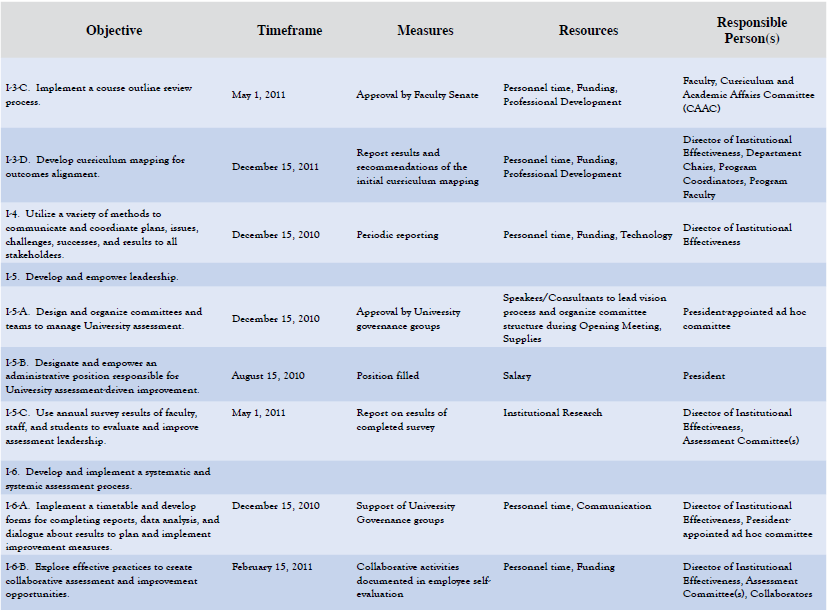 Objective Timeframe Measures Resources Responsible Person(s)
I-3-C. Implement a course outline review
process.
May 1, 2011
Approval by Faculty Senate
Personnel time, Funding,
Professional Development
Faculty, Curriculum and
Academic Affairs Committee
(CAAC)
I-3-D. Develop curriculum mapping for
outcomes alignment.
December 15, 2011
Report results and
recommendations of the
initial curriculum mapping
Personnel time, Funding,
Professional Development
Director of Institutional
Effectiveness, Department
Chairs, Program
Coordinators, Program
Faculty
I-4. Utilize a variety of methods to
communicate and coordinate plans, issues,
challenges, successes, and results to all
stakeholders.
December 15, 2010
Periodic reporting
Personnel time, Funding, Technology
Director of Institutional
Effectiveness
I-5. Develop and empower leadership.
I-5-A. Design and organize committees and
teams to manage University assessment.
December 15, 2010
Approval by University
governance groups
Speakers/Consultants to lead vision
process and organize committee
structure during Opening Meeting,
Supplies
President-appointed ad hoc
committee
I-5-B. Designate and empower an
administrative position responsible for
University assessment-driven improvement.
August 15, 2010
Position filled
Salary
President
I-5-C. Use annual survey results of faculty,
staff, and students to evaluate and improve
assessment leadership.
May 1, 2011
Report on results of
completed survey
Institutional Research
Director of Institutional
Effectiveness,
Assessment Committee(s)
I-6. Develop and implement a systematic and
systemic assessment process.
I-6-A. Implement a timetable and develop
forms for completing reports, data analysis, and
dialogue about results to plan and implement
improvement measures.
December 15, 2010
Support of University
Governance groups
Personnel time, Communication
Director of Institutional
Effectiveness, President-
appointed ad hoc committee
I-6-B. Explore effective practices to create
collaborative assessment and improvement
opportunities.
February 15, 2011
Collaborative activities
documented in employee self-
evaluation
Personnel time, Funding
Director of Institutional
Effectiveness, Assessment
Committee(s), Collaborators